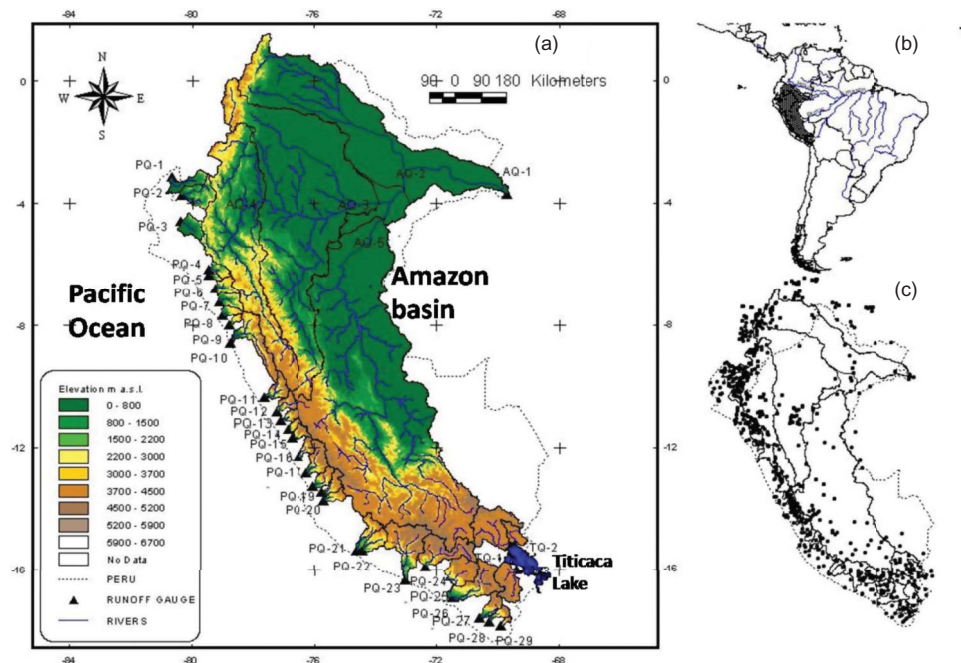 -84
-80
-76
-72
-68
(a)
(b)
N
W
E
S
90 0 90 180 Kilometers
0
0
PQ-1
PQ-2
PQ-3
AQ-1
AQ-2
AQ-3
AQ-4
AQ-5
-4
-4
PQ-4
PQ-5
PQ-6
PQ-7
PQ-8
PQ-9
PQ-10
Pacific
Ocean
Amazon
basin
(c)
-8
-8
Elevation m a.s.l.
0 - 800
800 - 1500
1500 - 2200
2200 - 3000
3000 - 3700
3700 - 4500
4500 - 5200
5200 - 5900
5900 - 6700
No Data
PERU
RUNOFF GAUGE
RIVERS
PQ-11
PQ-12
PQ-13
PQ-14
PQ-15
PQ-16
PQ-19
PQ-20
-12
-12
PQ-21
PQ-22
PQ-23
PQ-24
PQ-25
PQ-26
PQ-27
PQ-28
PQ-29
TQ-1
TQ-2
Titicaca
Lake
-16
-16
-84
-80
-76
-72
-68